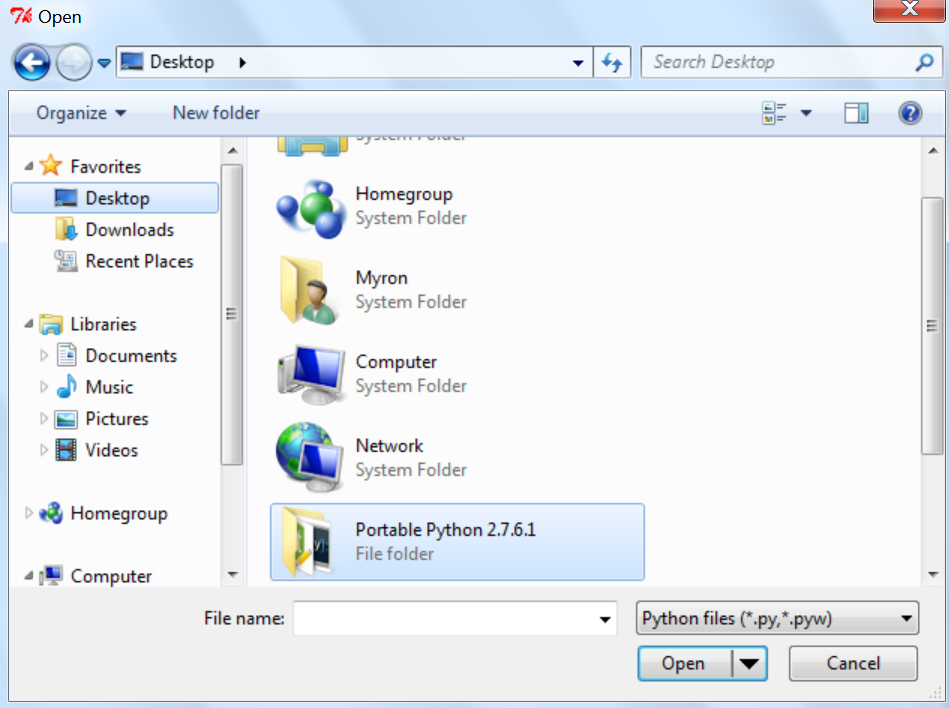 Open
Desktop
Search Desktop
Organize
New folder
Favorites
Desktop
Downloads
Recent Places
Libraries
Documents
Music
Pictures
Videos
Homegroup
Computer
System Folder
Homegroup
System Folder
Myron
System Folder
Computer
System Folder
Network
System Folder
Portable Python 2.7.6.1
File folder
File name:
Python files (*.py,*.pyw)
Open
Cancel